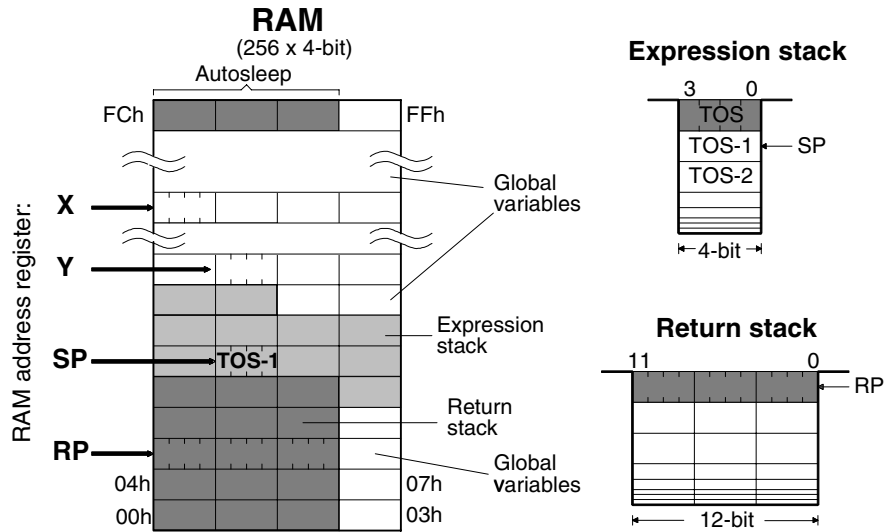 RAM
(256 x 4-bit)
Autosleep
FCh
FFh
X
Y
SP
RP
TOS-1
04h
00h
07h
03h
RAM address register:
Global
variables
Expression
stack
Return
stack
Global
variables
Expression stack
3
0
TOS
TOS-1
TOS-2
SP
4-bit
Return stack
11
0
RP
12-bit